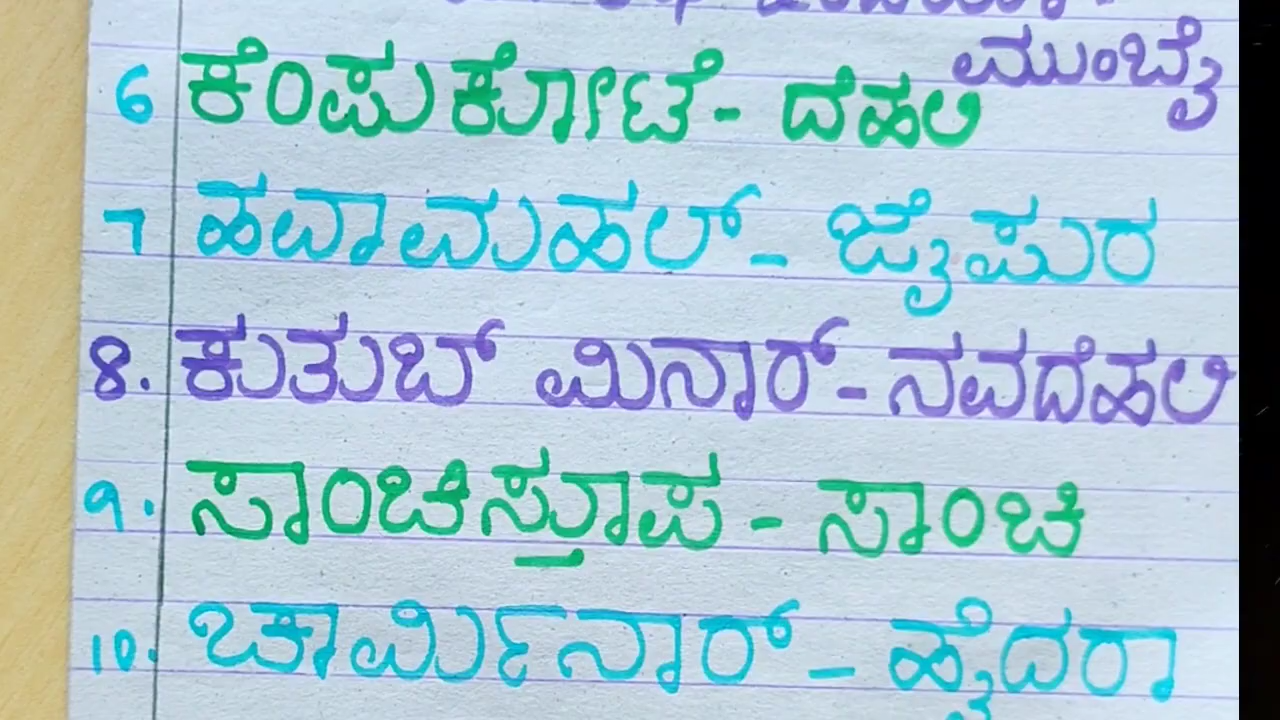 ಮುಂಬೈ
6 ಕೆಂಪುಕೋಟೆ - ದೆಹಲಿ
7 ಹವಾಮಹಲ್ - ಜೈಪುರ
8. ಕುತುಬ್ ಮಿನಾರ್ - ನವದೆಹಲಿ
9. ಸಾಂಚಿಸ್ತೂಪ - ಸಾಂಚಿ
10. ಚಾರ್ಮಿನಾರ್ - ಹೈದರಾ